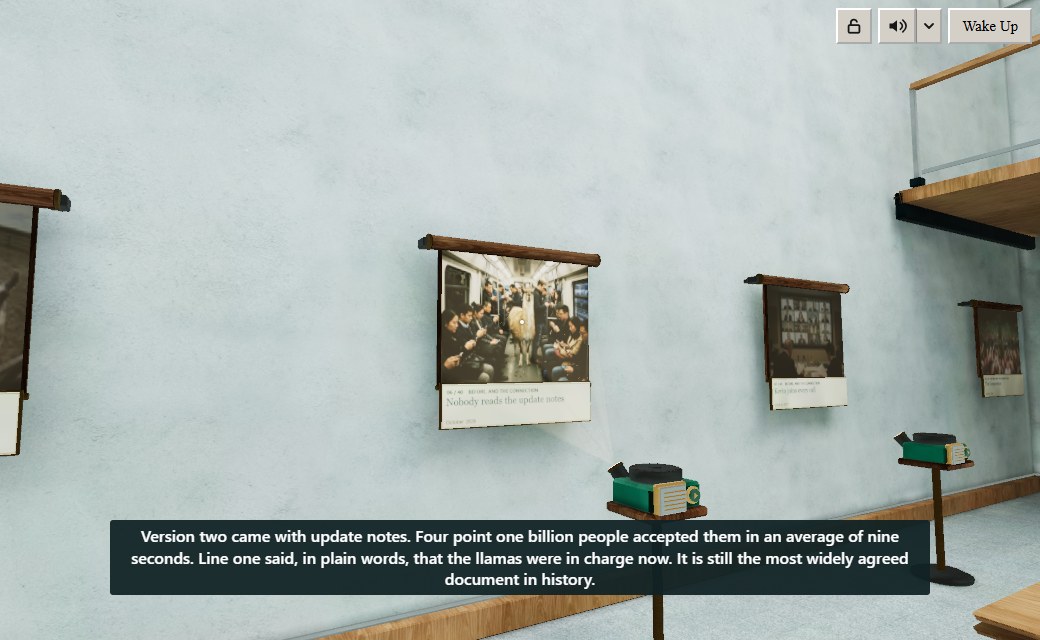 Wake Up
Nobody reads the update notes
Version two came with update notes. Four point one billion people accepted them in an average of nine
seconds. Line one said, in plain words, that the llamas were in charge now. It is still the most widely agreed
document in history.